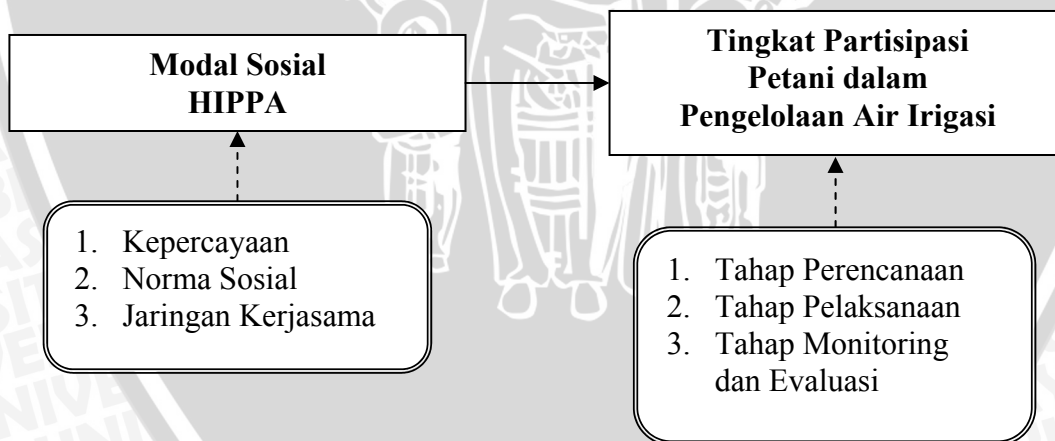 Modal Sosial
HIPPA
Tingkat Partisipasi
Petani dalam
Pengelolaan Air Irigasi
1. Kepercayaan
2. Norma Sosial
3. Jaringan Kerjasama
1. Tahap Perencanaan
2. Tahap Pelaksanaan
3. Tahap Monitoring
dan Evaluasi